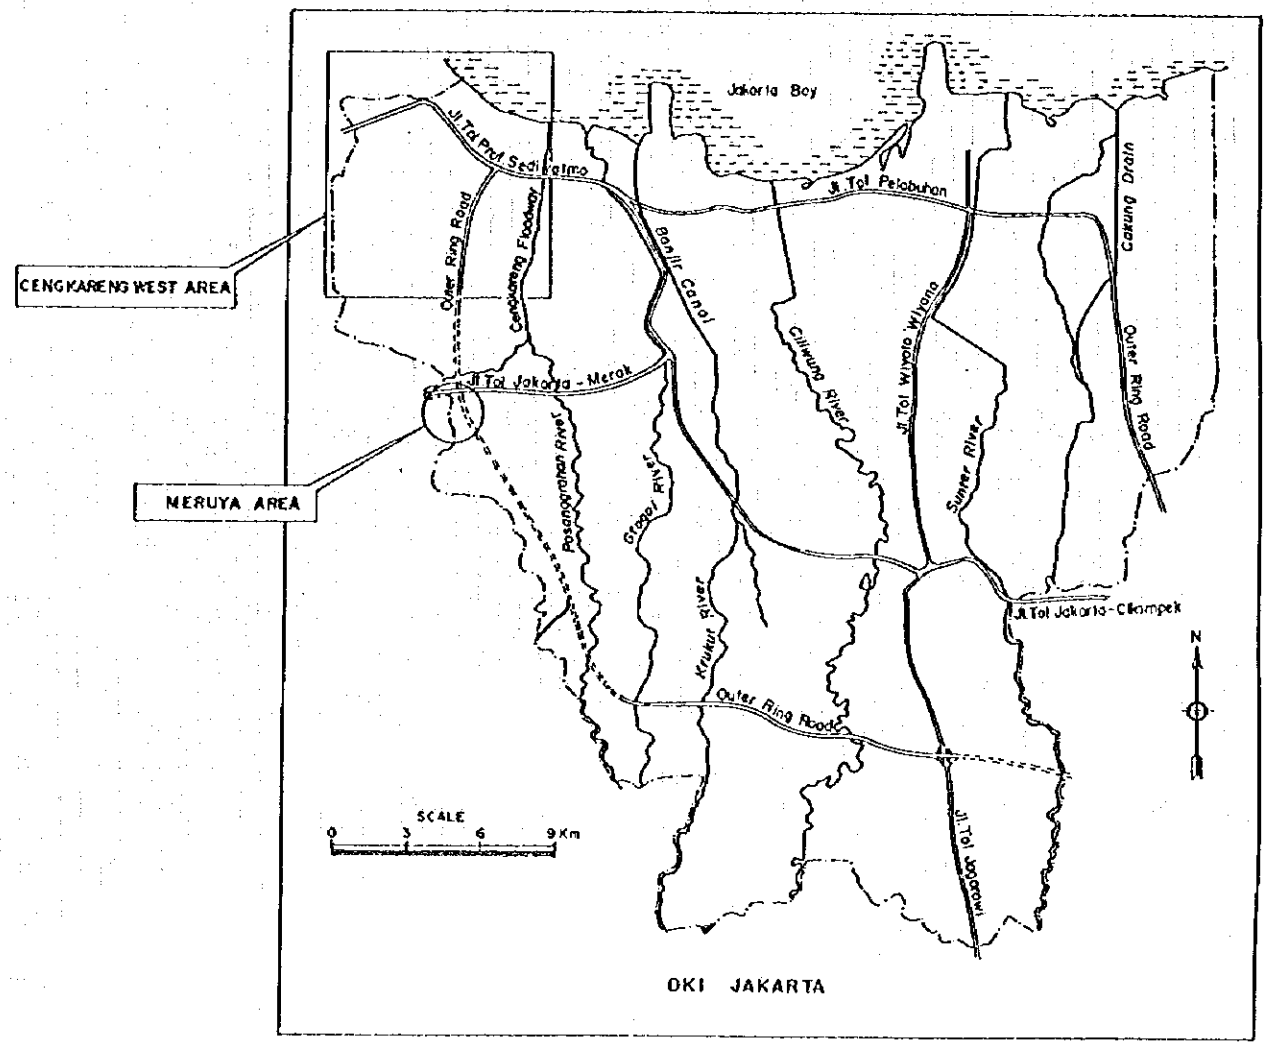 Jakarta Bay
Jl. Tol Prof. Sediyatmo
Jl. Tol Pelabuhan
Cakung Drain
Outer Ring Road
Cengkareng Floodway
Banjir Canal
CENGKARENG WEST AREA
Ciliwung River
Jl. Tol Wiyoto Wiyono
Outer Ring Road
Jl. Tol Jakarta - Merak
MERUYA AREA
Pesanggrahan River
Grogol River
Sunter River
Krukut River
Jl. Tol Jakarta-Cikampek
N
Outer Ring Road
SCALE
0 3 6 9 Km
Jl. Tol Jagorawi
DKI JAKARTA